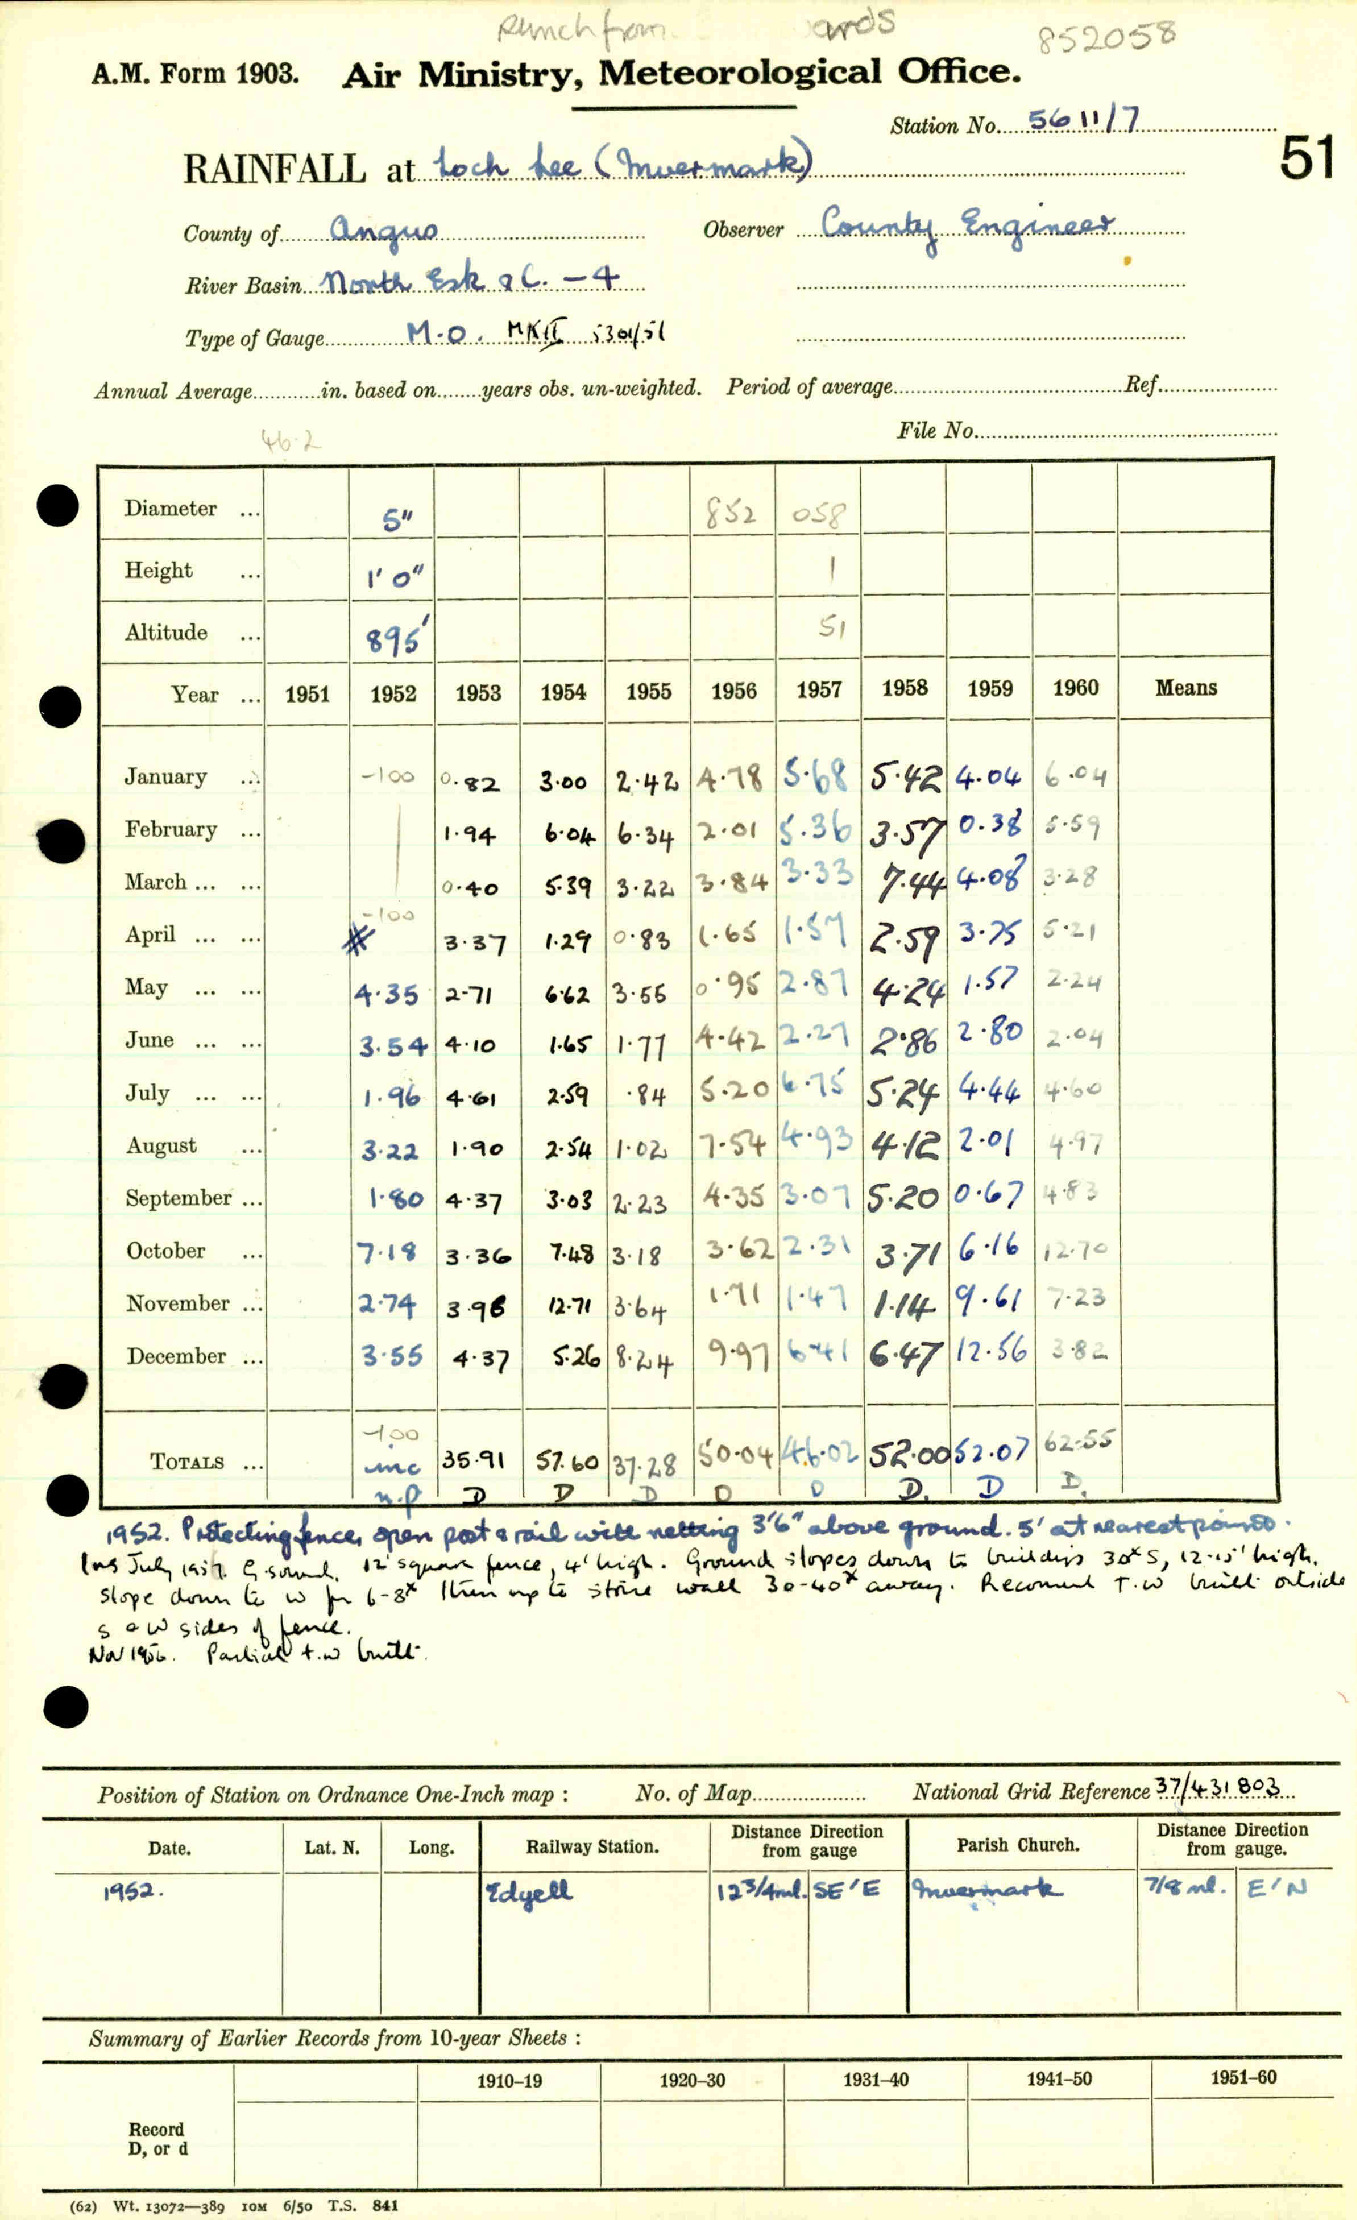 Punch from ards 852058
A.M. Form 1903. Air Ministry, Meteorological Office.
Station No. 5611/7
51
RAINFALL at Loch Lee (Invermark)
County of Angus Observer County Engineer
River Basin North Esk &C. - 4
Type of Gauge M.O. MKII 5301/51
Annual Average in. based on years obs. un-weighted. Period of average Ref.
File No.
46.2
Diameter ... 5" 852 058
Height ... 1' 0" 1
Altitude ... 895' 51
Year ... 1951 1952 1953 1954 1955 1956 1957 1958 1959 1960 Means
January ... -100 0.82 3.00 2.42 4.78 5.68 5.42 4.04 6.04
February ... 1.94 6.04 6.34 2.01 5.36 3.57 0.38 5.59
March ... ... 0.40 5.39 3.22 3.84 3.33 7.44 4.08 3.28
April ... ... -100 3.37 1.29 0.83 1.65 1.57 2.59 3.75 5.21
May ... ... 4.35 2.71 6.62 3.55 0.95 2.87 4.24 1.57 2.24
June ... ... 3.54 4.10 1.65 1.77 4.42 2.27 2.86 2.80 2.04
July ... ... 1.96 4.61 2.59 .84 5.20 6.75 5.24 4.44 4.60
August ... 3.22 1.90 2.54 1.02 7.54 4.93 4.12 2.01 4.97
September ... 1.80 4.37 3.03 2.23 4.35 3.07 5.20 0.67 4.83
October ... 7.18 3.36 7.48 3.18 3.62 2.31 3.71 6.16 12.70
November ... 2.74 3.96 12.71 3.64 1.71 1.47 1.14 9.61 7.23
December ... 3.55 4.37 5.26 8.24 9.97 6.41 6.47 12.56 3.82
TOTALS ... -1.00 inc 35.91 57.60 37.28 50.04 46.02 52.00 52.07 62.55
n.p D D D D D D. D D.
1952. Protecting fence, open post & rail with netting 3'6" above ground. 5' at nearest points.
Ins July 1957. G sound. 12' square fence, 4' high. Ground slopes down to buildings 30x S, 12-15' high.
Slope down to W for 6-8x then up to stone wall 30-40x away. Recommend T.W built outside
S & W sides of fence.
Nov 1956. Partial t.w built.
Position of Station on Ordnance One-Inch map : No. of Map National Grid Reference 37/431803
Date. Lat. N. Long. Railway Station. Distance Direction from gauge Parish Church. Distance Direction from gauge.
1952. Edzell 12 3/4 ml. SE'E Invermark 7/8 ml. E'N
Summary of Earlier Records from 10-year Sheets :
1910–19 1920–30 1931–40 1941–50 1951–60
Record
D, or d
(62) Wt. 13072—389 10M 6/50 T.S. 841